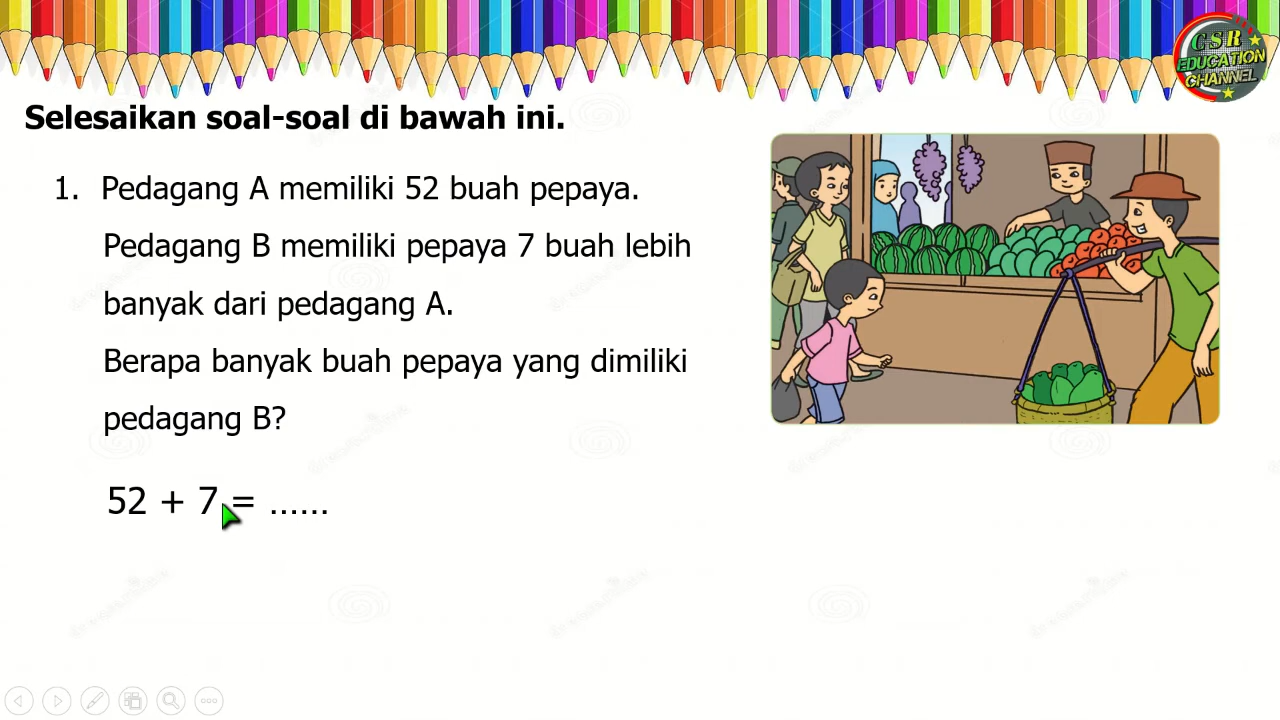 GSR
EDUCATION
CHANNEL
Selesaikan soal-soal di bawah ini.
1. Pedagang A memiliki 52 buah pepaya.
Pedagang B memiliki pepaya 7 buah lebih
banyak dari pedagang A.
Berapa banyak buah pepaya yang dimiliki
pedagang B?
52 + 7 = ......